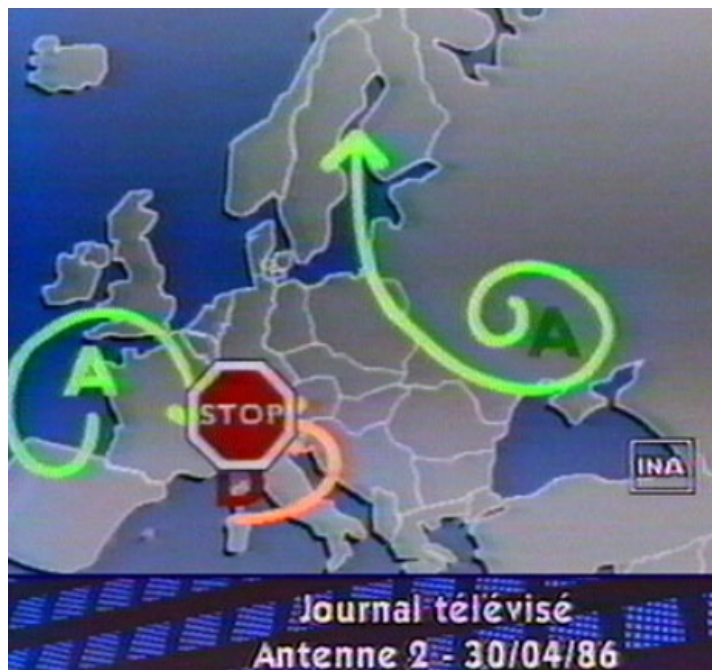 A
A
STOP
D
INA
Journal télévisé
Antenne 2 - 30/04/86